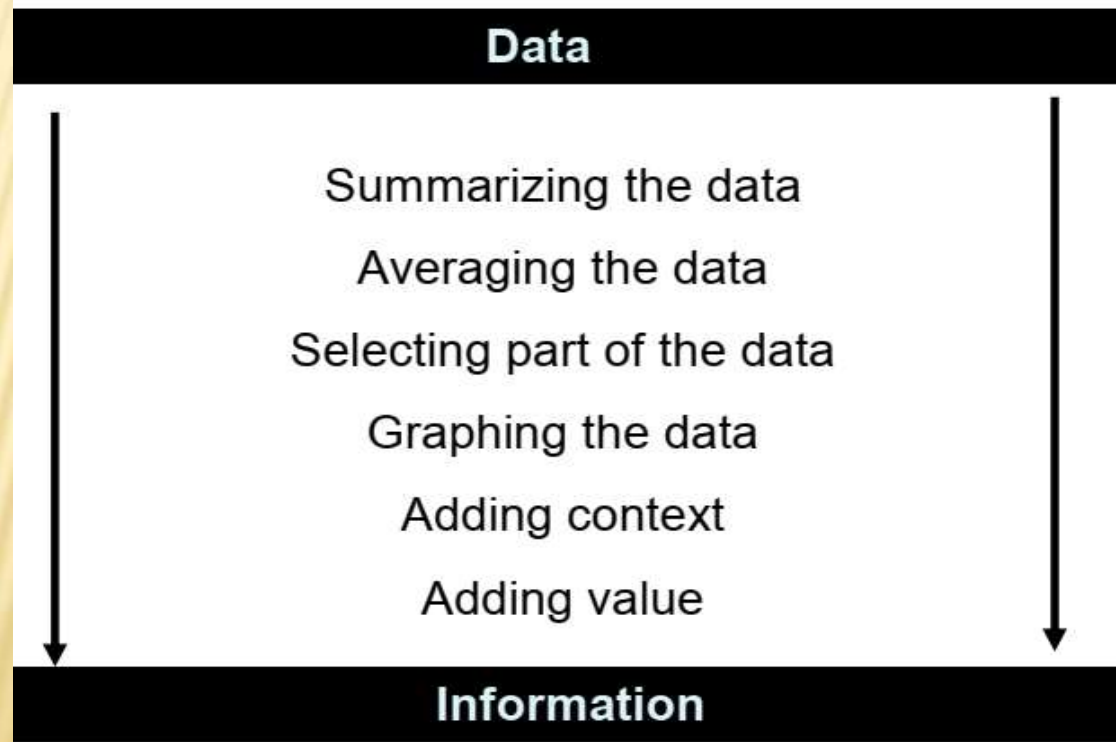 Data
Summarizing the data
Averaging the data
Selecting part of the data
Graphing the data
Adding context
Adding value
Information